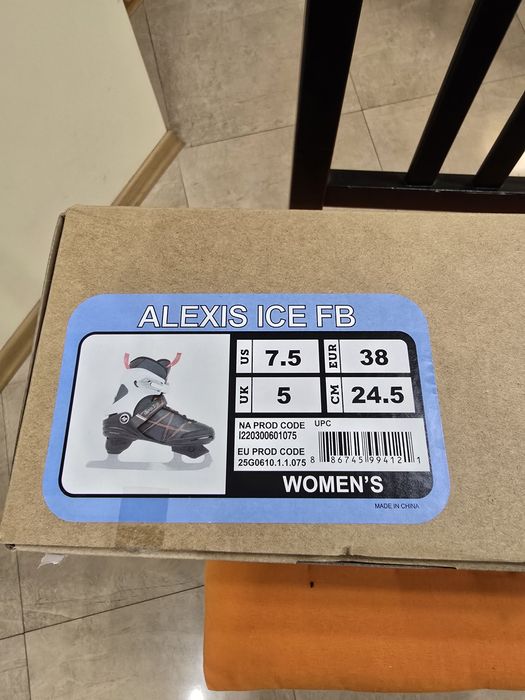 ALEXIS ICE FB
US 7.5 EUR 38
UK 5 CM 24.5
NA PROD CODE UPC
I220300601075
EU PROD CODE
25G0610.1.1.075 8 86745 99412 1
WOMEN'S
MADE IN CHINA